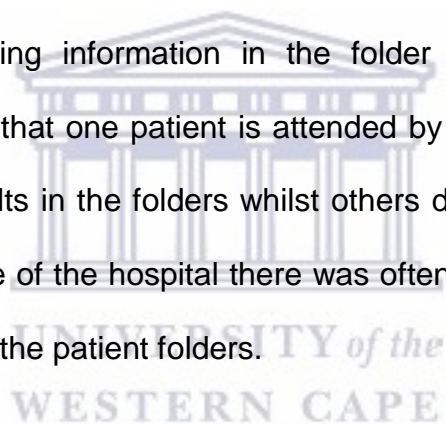 ing information in the folder
that one patient is attended by
lts in the folders whilst others d
e of the hospital there was often
the patient folders.
UNIVERSITY of the
WESTERN CAPE